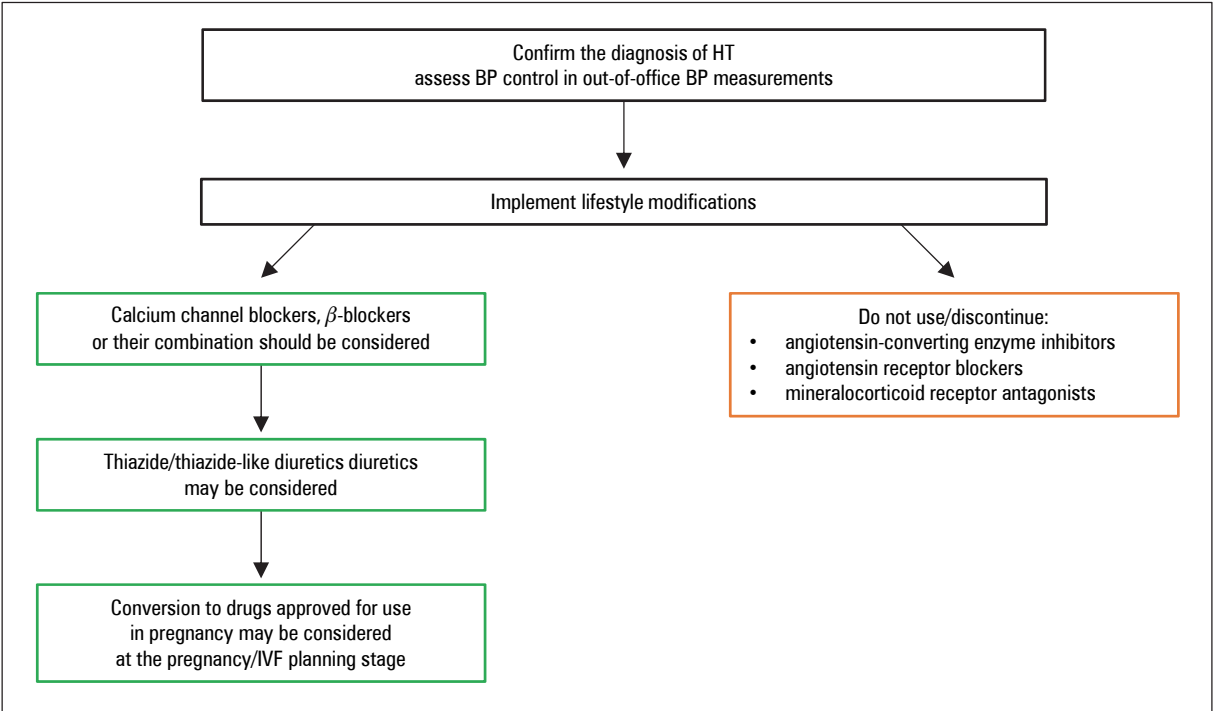 Confirm the diagnosis of HT
assess BP control in out-of-office BP measurements
Implement lifestyle modifications
Calcium channel blockers, β-blockers
or their combination should be considered
Thiazide/thiazide-like diuretics diuretics
may be considered
Conversion to drugs approved for use
in pregnancy may be considered
at the pregnancy/IVF planning stage
Do not use/discontinue:
• angiotensin-converting enzyme inhibitors
• angiotensin receptor blockers
• mineralocorticoid receptor antagonists